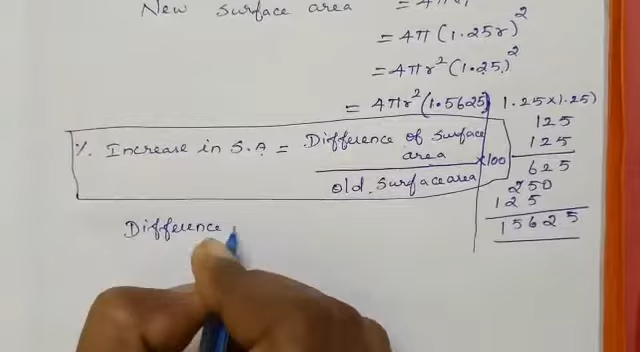 New surface area = 4π
= 4π (1.25r)²
= 4πr² (1.25)²
= 4πr² (1.5625)
% Increase in S.A = Difference of surface area / old surface area × 100
Difference
1.25×1.25)
125
125
625
250
125
15625